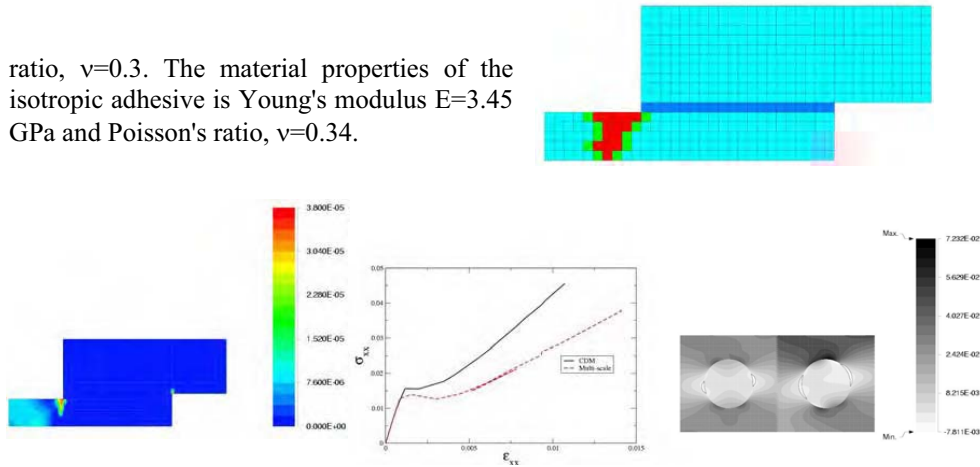 ratio, ν=0.3. The material properties of the
isotropic adhesive is Young's modulus E=3.45
GPa and Poisson's ratio, ν=0.34.
3.800E-05
3.040E-05
2.280E-05
1.520E-05
7.600E-06
0.000E+00
0.05
0.04
0.03
0.02
0.01
0
σxx
CDM
Multi-scale
0
0.005
0.01
0.015
εxx
Max.
7.232E-02
5.629E-02
4.027E-02
2.424E-02
8.215E-03
Min.
-7.811E-03